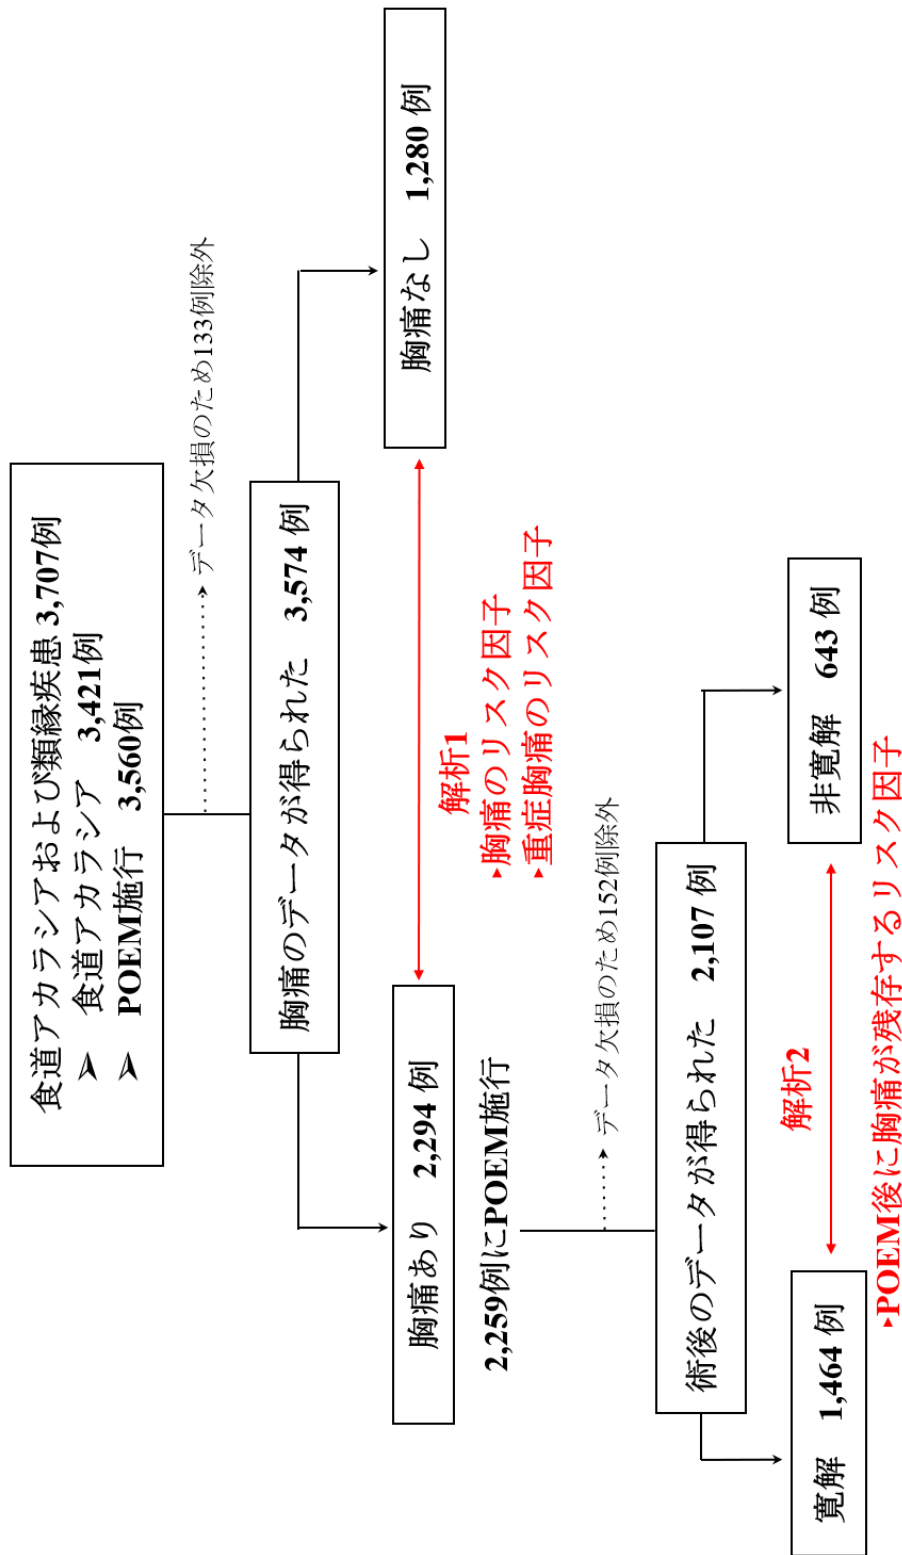 食道アカラシアおよび類縁疾患 3,707例
➢ 食道アカラシア 3,421例
➢ POEM施行 3,560例
データ欠損のため133例除外
胸痛のデータが得られた 3,574 例
胸痛あり 2,294 例
胸痛なし 1,280 例
解析1
▸胸痛のリスク因子
▸重症胸痛のリスク因子
2,259例にPOEM施行
データ欠損のため152例除外
術後のデータが得られた 2,107 例
寛解 1,464 例
非寛解 643 例
解析2
▸POEM後に胸痛が残存するリスク因子